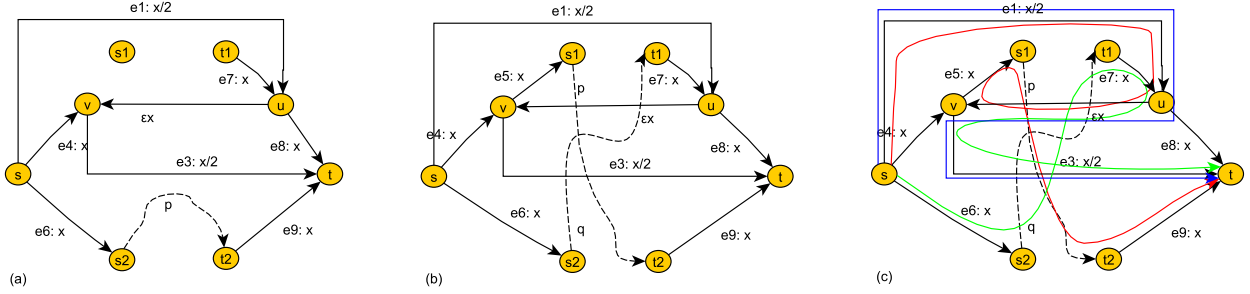 e1: x/2
s1
t1
e7: x
v
u
εx
e4: x
e8: x
e3: x/2
s
t
p
e6: x
e9: x
s2
t2
(a)
e1: x/2
s1
t1
e5: x
e7: x
p
v
u
εx
e4: x
e8: x
e3: x/2
s
t
e6: x
q
e9: x
s2
t2
(b)
e1: x/2
s1
t1
e5: x
e7: x
p
v
u
εx
e4: x
e8: x
e3: x/2
s
t
e6: x
q
e9: x
s2
t2
(c)